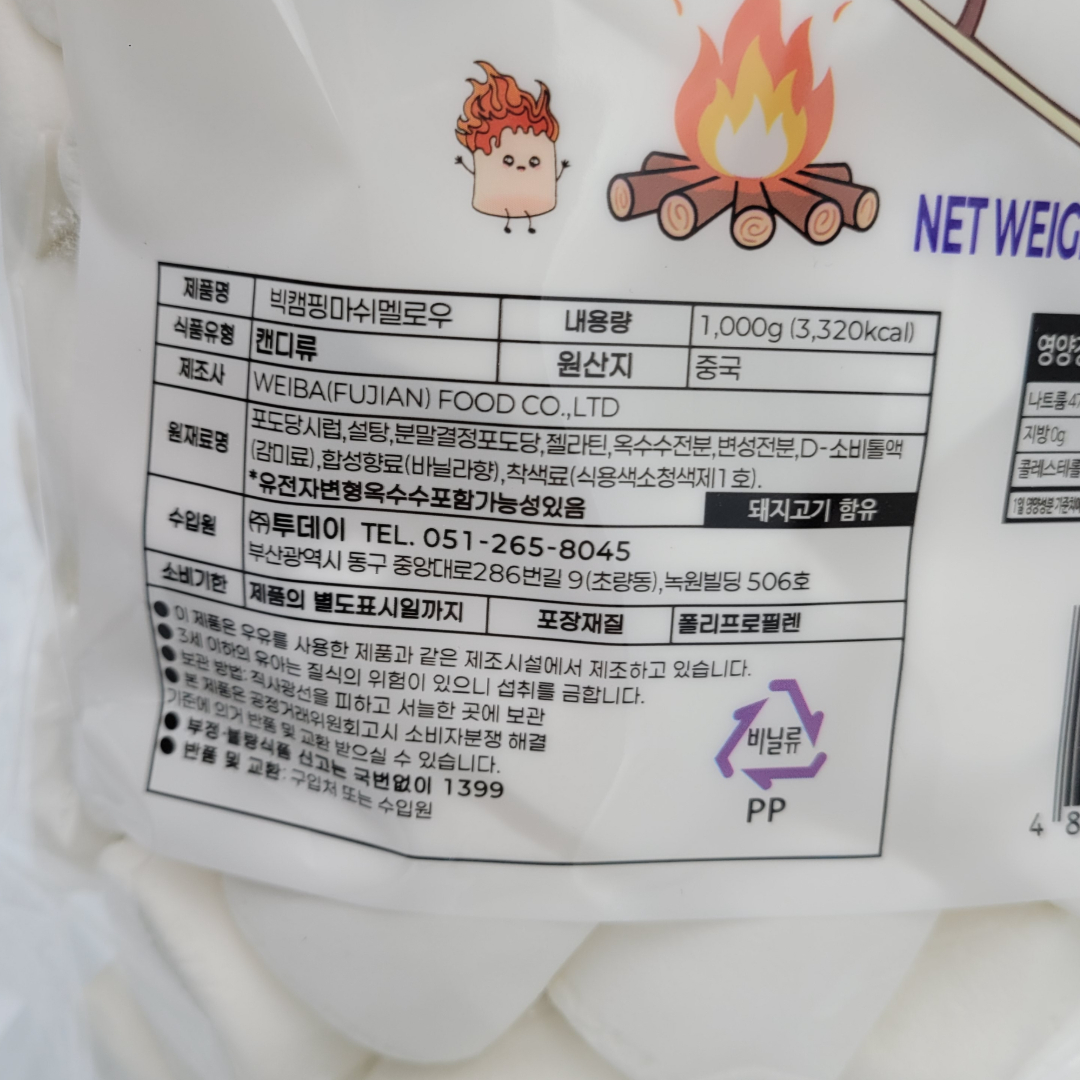 NET WEIG
제품명 빅캠핑마쉬멜로우 내용량 1,000g (3,320kcal)
식품유형 캔디류 원산지 중국
제조사 WEIBA(FUJIAN) FOOD CO.,LTD
원재료명 포도당시럽,설탕,분말결정포도당,젤라틴,옥수수전분,변성전분,D-소비톨액
(감미료),합성향료(바닐라향),착색료(식용색소청색제1호).
*유전자변형옥수수포함가능성있음 돼지고기 함유
수입원 ㈜투데이 TEL. 051-265-8045
부산광역시 동구 중앙대로286번길 9(초량동),녹원빌딩 506호
소비기한 제품의 별도표시일까지 포장재질 폴리프로필렌
● 이 제품은 우유를 사용한 제품과 같은 제조시설에서 제조하고 있습니다.
● 3세 이하의 유아는 질식의 위험이 있으니 섭취를 금합니다.
● 보관 방법: 직사광선을 피하고 서늘한 곳에 보관
● 본 제품은 공정거래위원회고시 소비자분쟁 해결
기준에 의거 반품 및 교환 받으실 수 있습니다.
● 부정·불량식품 신고는 국번없이 1399
● 반품 및 교환: 구입처 또는 수입원
비닐류
PP
영양
나트륨 47
지방 0g
콜레스테롤
4 8